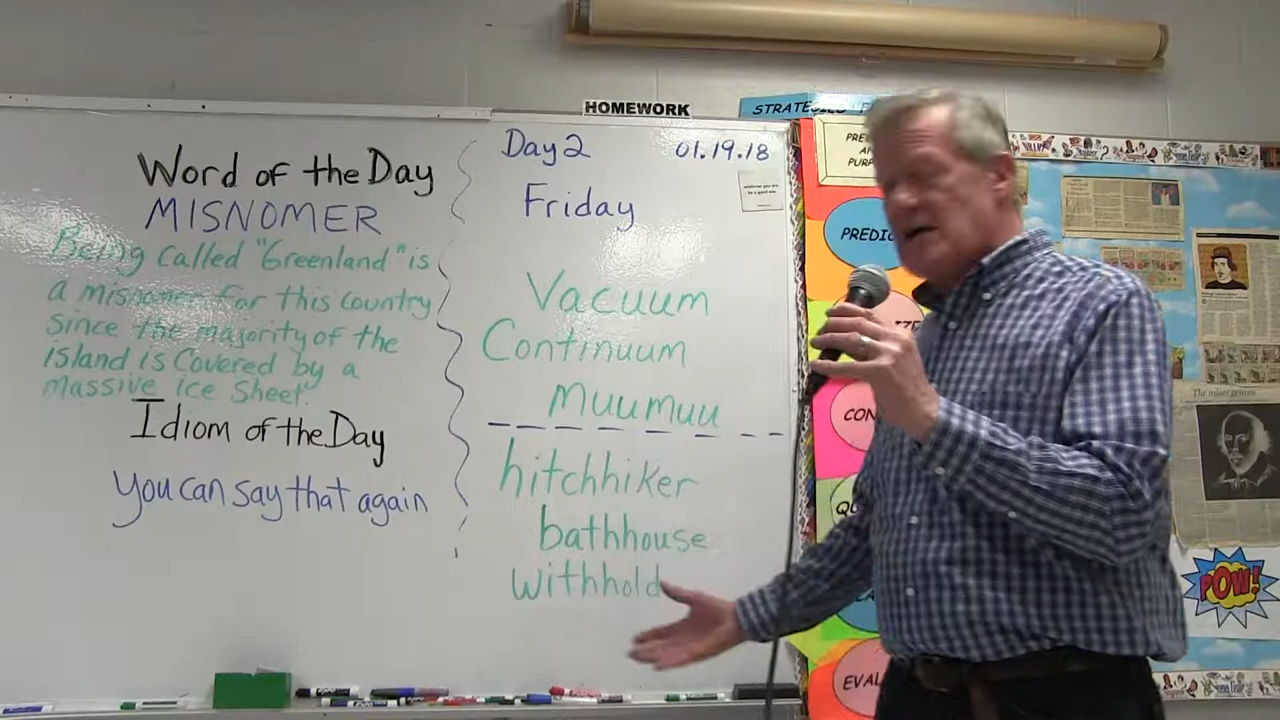 HOMEWORK
Word of the Day
MISNOMER
Being Called "Greenland" is
a misnomer for this country
since the majority of the
island is Covered by a
massive ice sheet.
Idiom of the Day
you can say that again
Day 2 01.19.18
Friday
Vacuum
Continuum
muumuu
hitchhiker
bathhouse
withhold
STRATEGIES
POW!